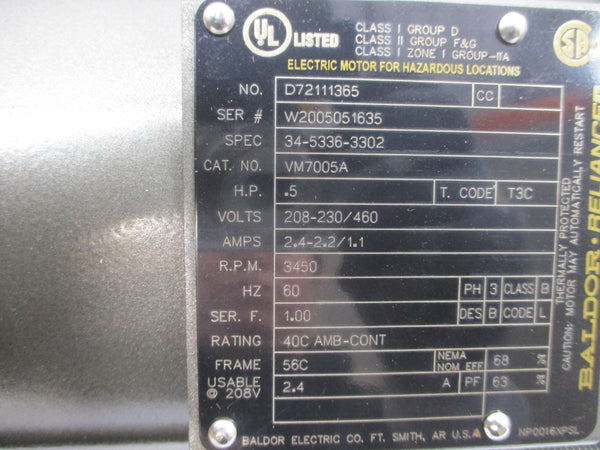 UL LISTED
CLASS I GROUP D
CLASS II GROUP F&G
CLASS I ZONE I GROUP-IIA
ELECTRIC MOTOR FOR HAZARDOUS LOCATIONS
NO. D72111365 CC
SER # W2005051635
SPEC 34-5336-3302
CAT. NO. VM7005A
H.P. .5 T. CODE T3C
VOLTS 208-230/460
AMPS 2.4-2.2/1.1
R.P.M. 3450
HZ 60 PH 3 CLASS B
SER. F. 1.00 DES B CODE L
RATING 40C AMB-CONT
FRAME 56C NEMA NOM EFF 68 %
USABLE @ 208V 2.4 A PF 63 %
BALDOR ELECTRIC CO. FT. SMITH, AR U.S.A.
NP0016XPSL
BALDOR • RELIANCE
THERMALLY PROTECTED
CAUTION: MOTOR MAY AUTOMATICALLY RESTART